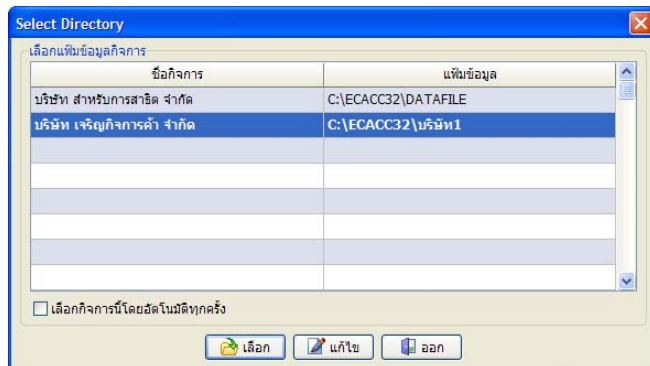 Select Directory
เลือกแฟ้มข้อมูลกิจการ
ชื่อกิจการ แฟ้มข้อมูล
บริษัท สำหรับการสาธิต จำกัด C:\ECACC32\DATAFILE
บริษัท เจริญกิจการค้า จำกัด C:\ECACC32\บริษัท1
เลือกกิจการนี้โดยอัตโนมัติทุกครั้ง
เลือก แก้ไข ออก